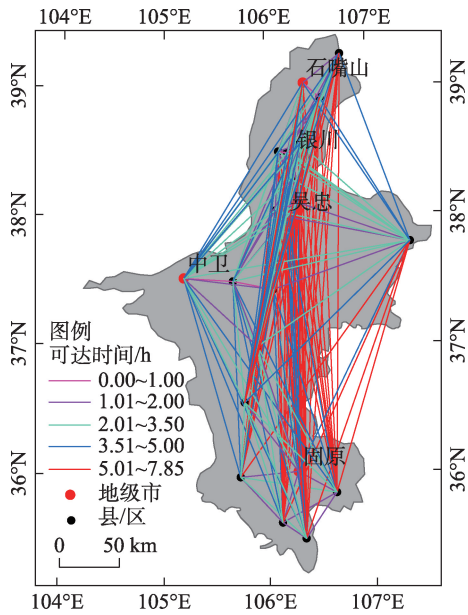 104°E 105°E 106°E 107°E
39°N 39°N
石嘴山
银川
38°N 38°N
吴忠
中卫
37°N 37°N
图例
可达时间/h
0.00~1.00
1.01~2.00
2.01~3.50
3.51~5.00
5.01~7.85
固原
36°N 36°N
地级市
县/区
0 50 km
104°E 105°E 106°E 107°E